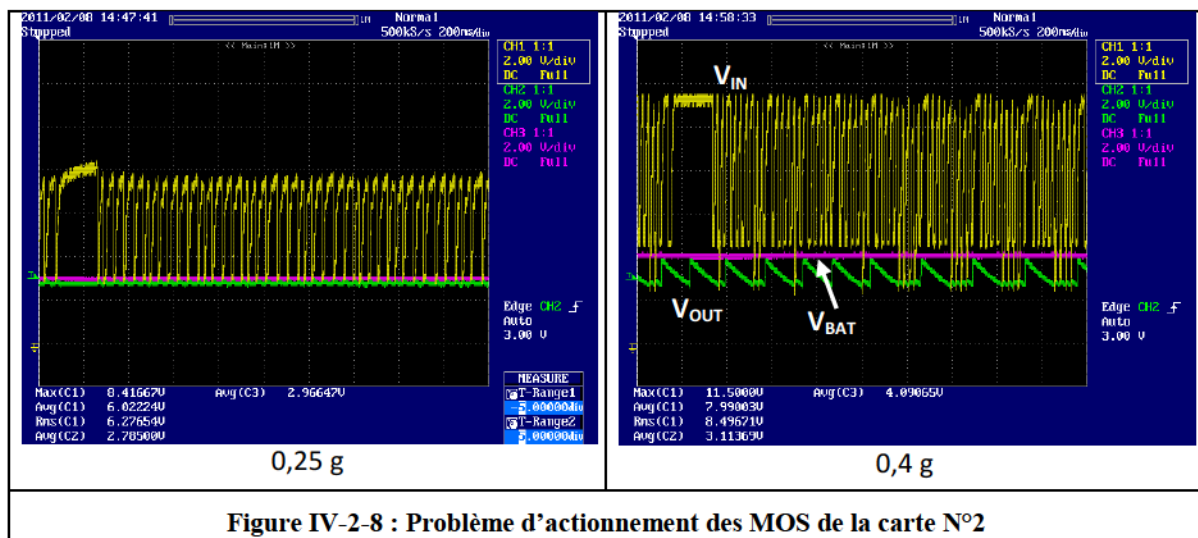 2011/02/08 14:47:41
Normal
Stopped
500kS/s 200ms/div
<< Main:1M >>
CH1 1:1
2.00 V/div
DC Full
CH2 1:1
2.00 V/div
DC Full
CH3 1:1
2.00 V/div
DC Full
Edge CH2
Auto
3.00 V
Max(C1) 8.41667V Avg(C3) 2.96647V
Avg(C1) 6.02224V
Rms(C1) 6.27654V
Avg(C2) 2.78500V
MEASURE
T-Range1
-5.00000div
T-Range2
5.00000div
0,25 g
2011/02/08 14:58:33
Normal
Stopped
500kS/s 200ms/div
<< Main:1M >>
CH1 1:1
2.00 V/div
DC Full
CH2 1:1
2.00 V/div
DC Full
CH3 1:1
2.00 V/div
DC Full
VIN
VOUT
VBAT
Edge CH2
Auto
3.00 V
Max(C1) 11.5000V Avg(C3) 4.09065V
Avg(C1) 7.99003V
Rms(C1) 8.49671V
Avg(C2) 3.11369V
0,4 g
Figure IV-2-8 : Problème d'actionnement des MOS de la carte N°2